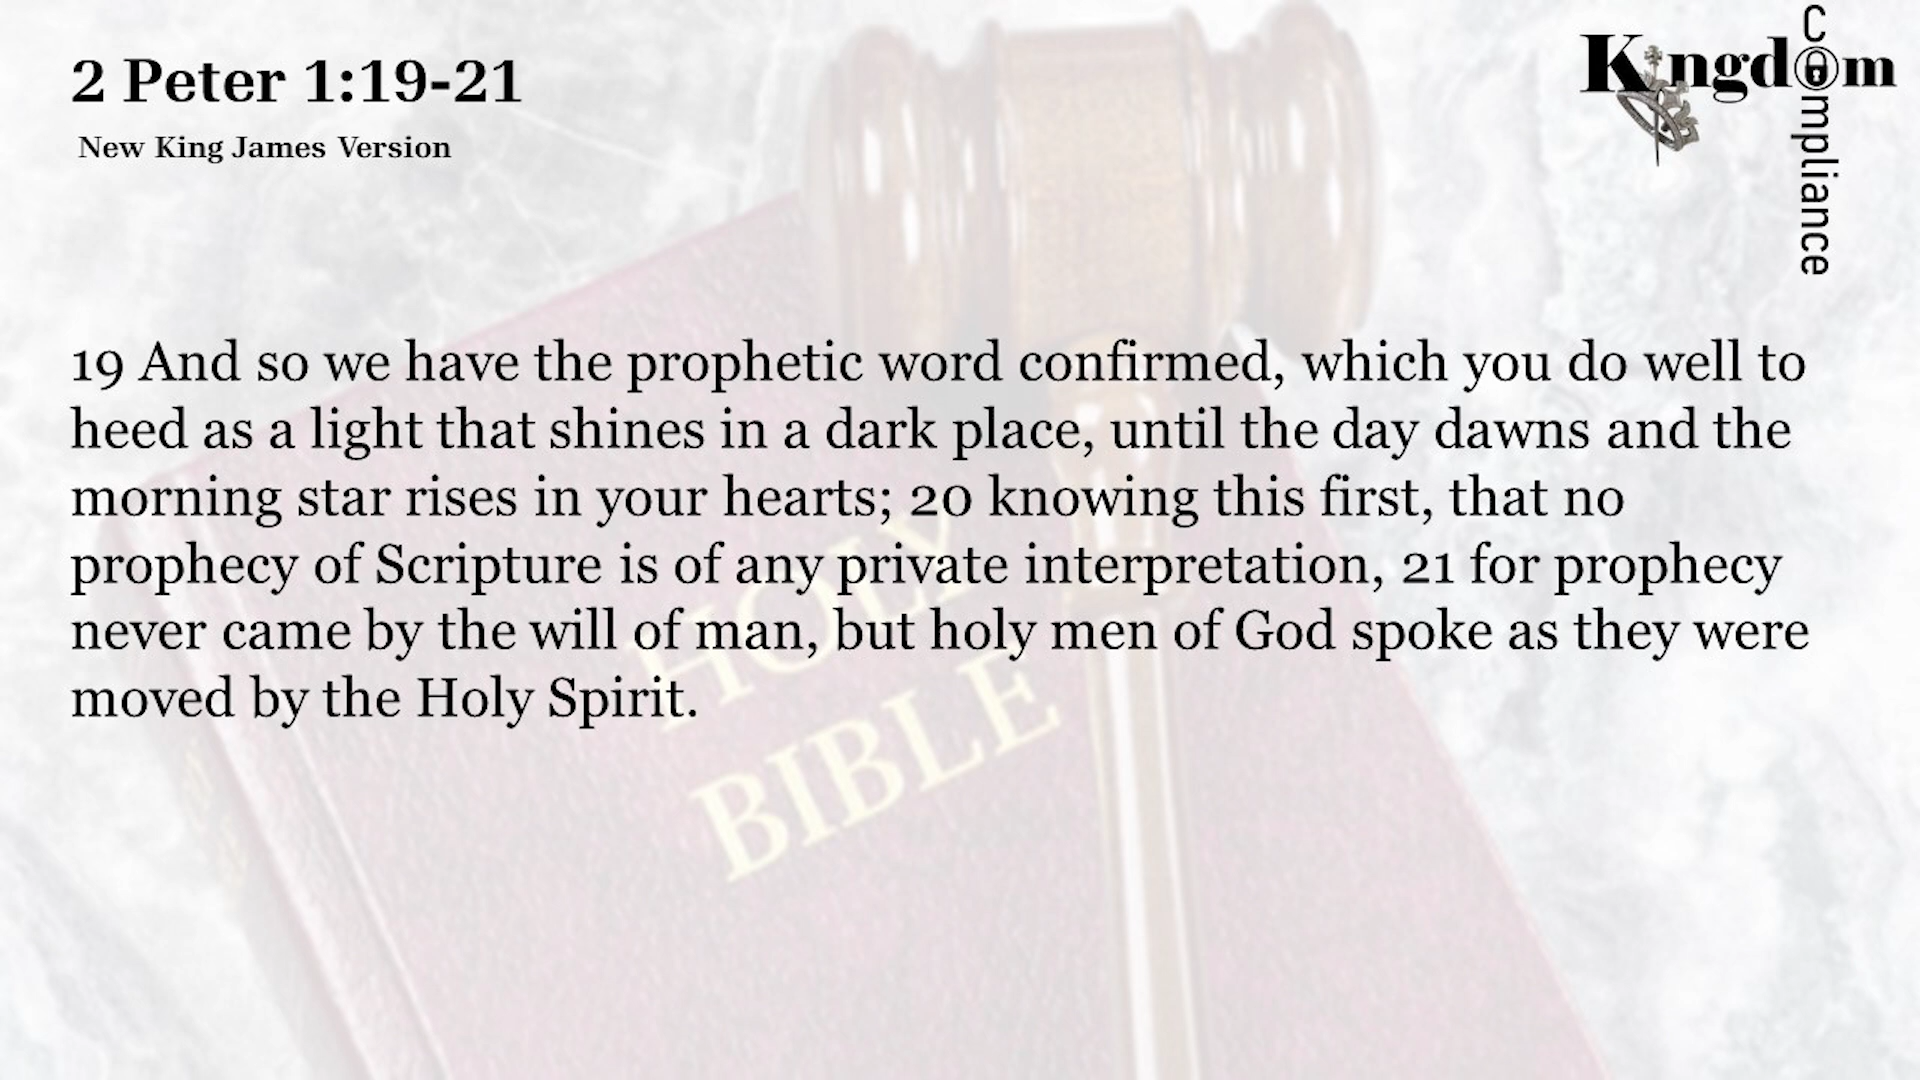 2 Peter 1:19-21
New King James Version
Kingdom
Compliance
19 And so we have the prophetic word confirmed, which you do well to
heed as a light that shines in a dark place, until the day dawns and the
morning star rises in your hearts; 20 knowing this first, that no
prophecy of Scripture is of any private interpretation, 21 for prophecy
never came by the will of man, but holy men of God spoke as they were
moved by the Holy Spirit.
HOLY
BIBLE